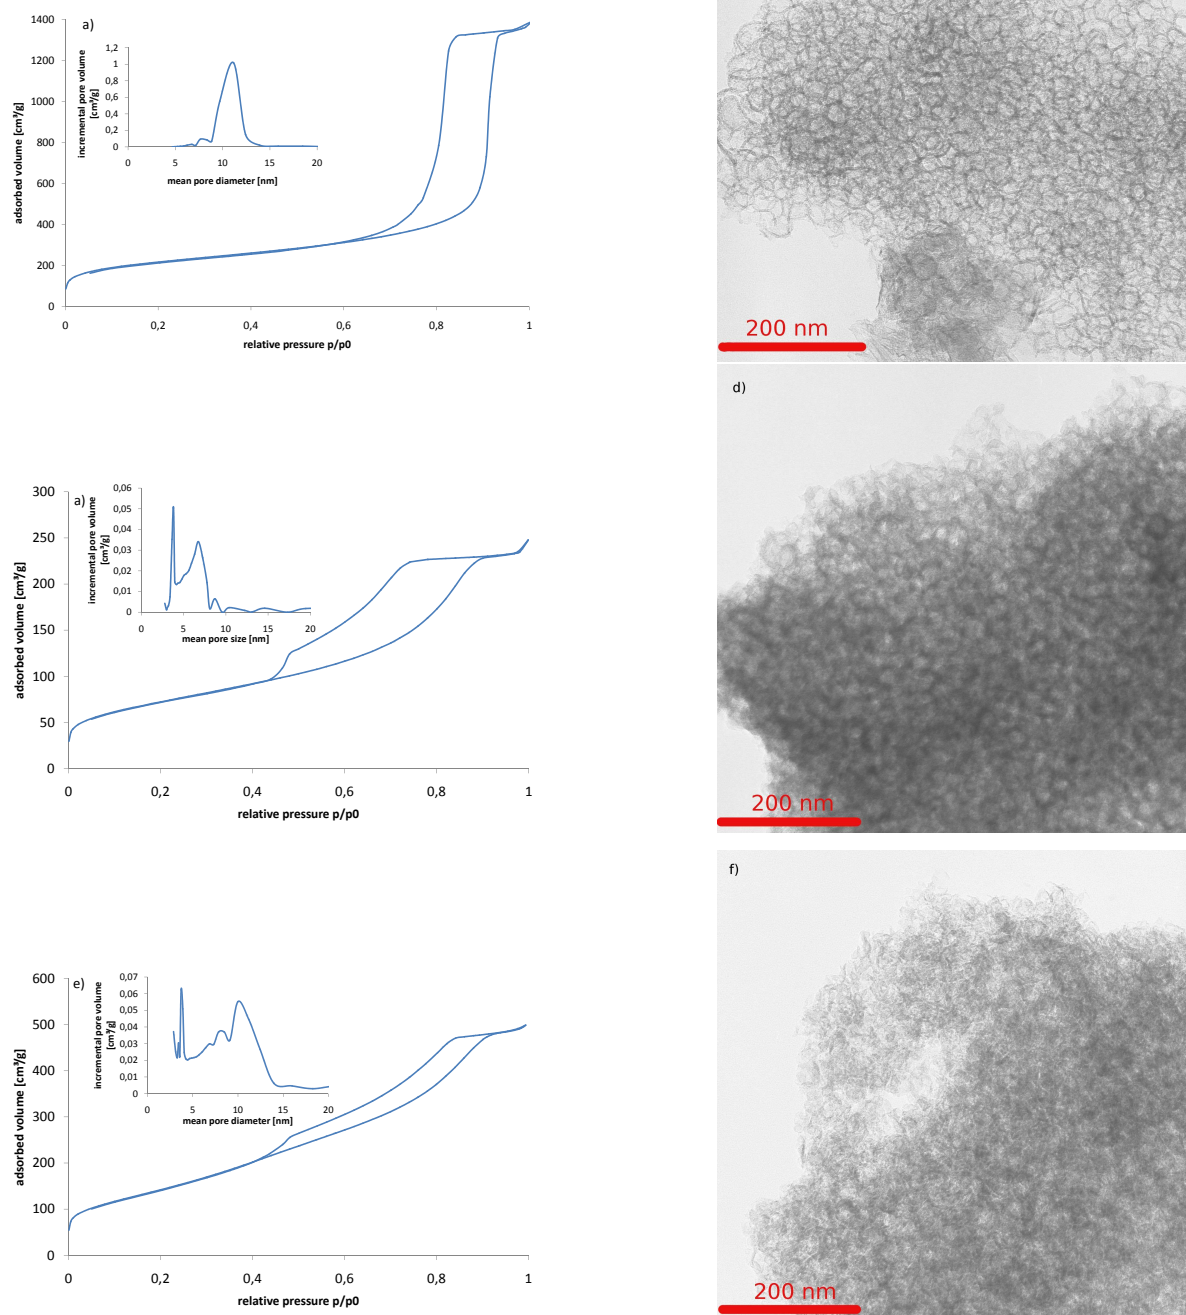 a)
incremental pore volume
[cm³/g]
1,2
1
0,8
0,6
0,4
0,2
0
0 5 10 15 20
mean pore diameter [nm]
adsorbed volume [cm³/g]
1400
1200
1000
800
600
400
200
0
0 0,2 0,4 0,6 0,8 1
relative pressure p/p0
200 nm
a)
incremental pore volume
[cm³/g]
0,06
0,05
0,04
0,03
0,02
0,01
0
0 5 10 15 20
mean pore size [nm]
adsorbed volume [cm³/g]
300
250
200
150
100
50
0
0 0,2 0,4 0,6 0,8 1
relative pressure p/p0
d)
200 nm
e)
incremental pore volume
[cm³/g]
0,07
0,06
0,05
0,04
0,03
0,02
0,01
0
0 5 10 15 20
mean pore diameter [nm]
adsorbed volume [cm³/g]
600
500
400
300
200
100
0
0 0,2 0,4 0,6 0,8 1
relative pressure p/p0
f)
200 nm